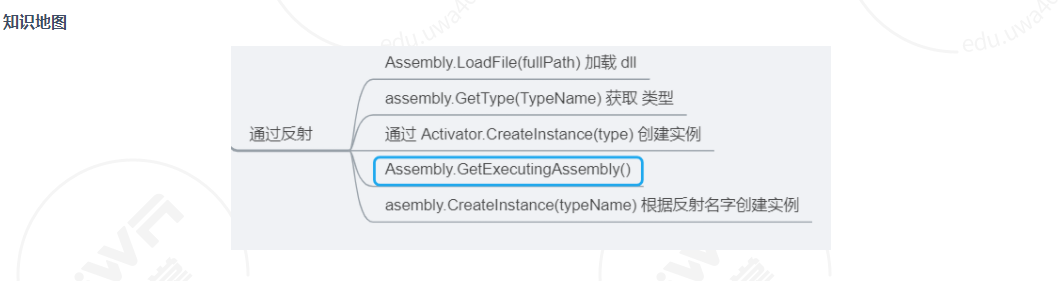 知识地图
edu.uwa4
edu.uwa4
Assembly.LoadFile(fullPath) 加载 dll
assembly.GetType(TypeName) 获取 类型
通过反射
通过 Activator.CreateInstance(type) 创建实例
Assembly.GetExecutingAssembly()
asembly.CreateInstance(typeName) 根据反射名字创建实例